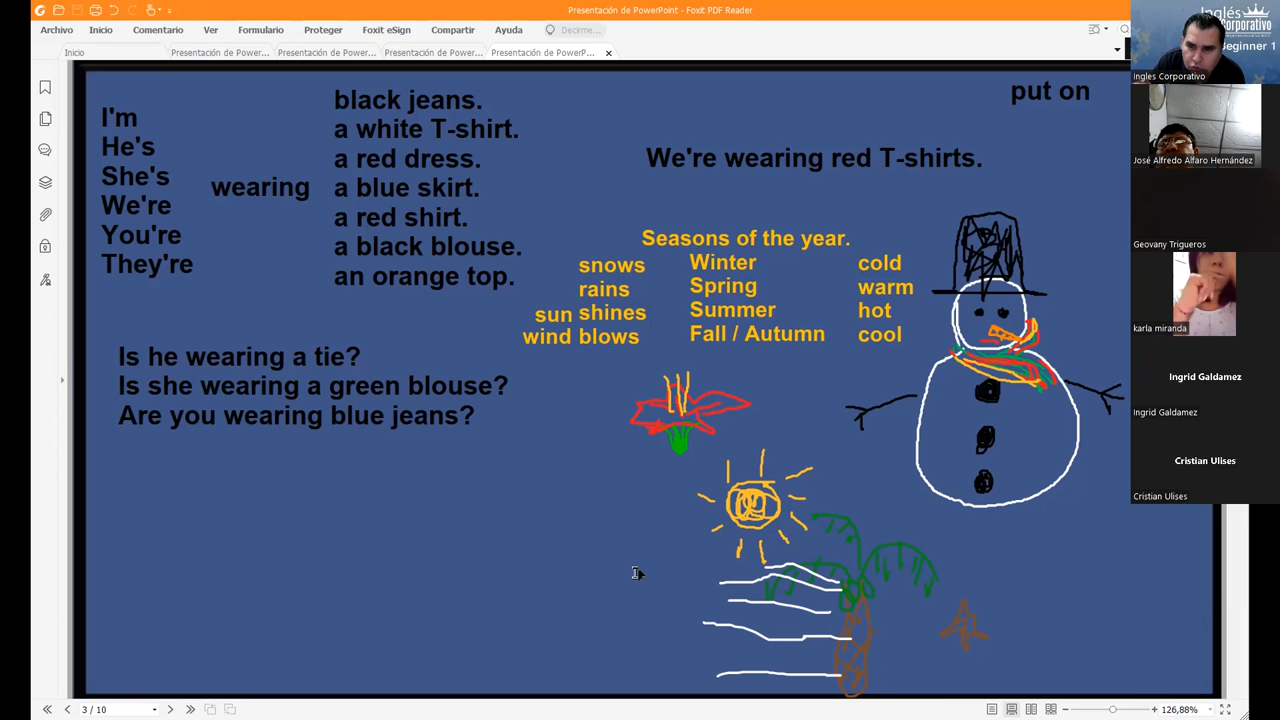 Presentación de PowerPoint - Foxit PDF Reader
Archivo Inicio Comentario Ver Formulario Proteger Foxit eSign Compartir Ayuda Decirme...
Inicio Presentación de Power... Presentación de Power... Presentación de Power... Presentación de PowerP...
I'm
He's
She's
We're
You're
They're
wearing
black jeans.
a white T-shirt.
a red dress.
a blue skirt.
a red shirt.
a black blouse.
an orange top.
put on
We're wearing red T-shirts.
Seasons of the year.
snows Winter cold
rains Spring warm
sun shines Summer hot
wind blows Fall / Autumn cool
Is he wearing a tie?
Is she wearing a green blouse?
Are you wearing blue jeans?
Inglés
Corporativo
Beginner 1
Ingles Corporativo
José Alfredo Alfaro Hernández
Geovany Trigueros
karla miranda
Ingrid Galdamez
Ingrid Galdamez
Cristian Ulises
Cristian Ulises
3 / 10
126,88%